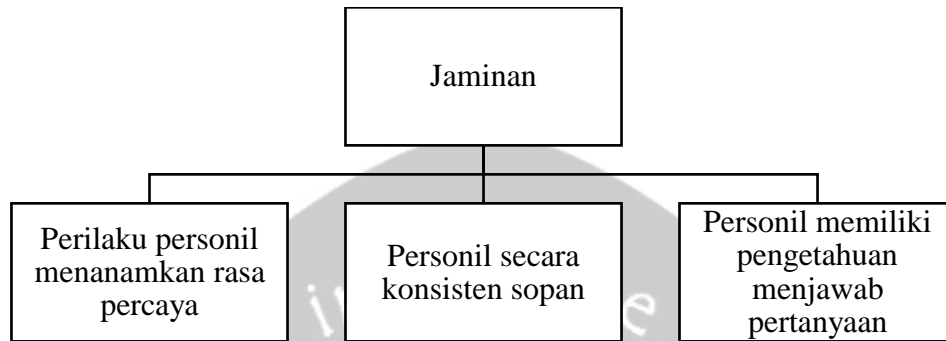 Jaminan
Perilaku personil
menanamkan rasa
percaya
Personil secara
konsisten sopan
Personil memiliki
pengetahuan
menjawab
pertanyaan